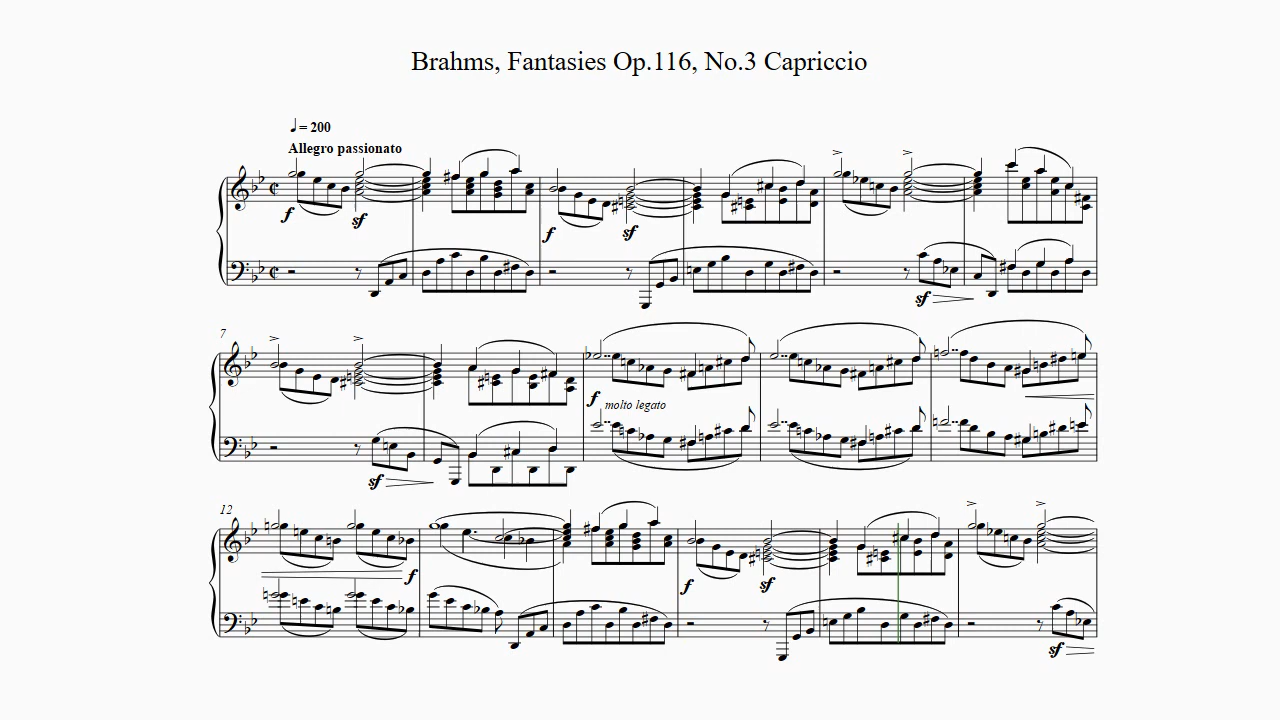 Brahms, Fantasies Op.116, No.3 Capriccio
♩ = 200
Allegro passionato
f sf f sf sf
7
f molto legato
sf
12
f f sf
sf